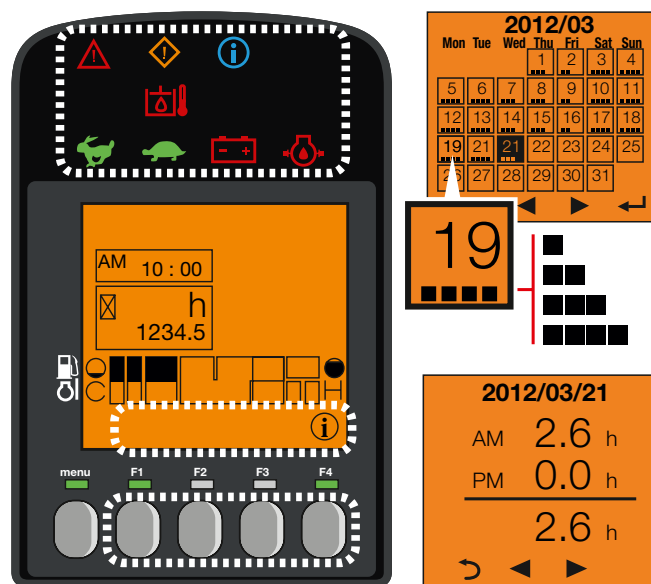 AM 10 : 00
h
1234.5
C H
i
menu F1 F2 F3 F4
2012/03
Mon Tue Wed Thu Fri Sat Sun
1 2 3 4
5 6 7 8 9 10 11
12 13 14 15 16 17 18
19 21 21 22 23 24 25
26 27 28 29 30 31
19
2012/03/21
AM 2.6 h
PM 0.0 h
2.6 h